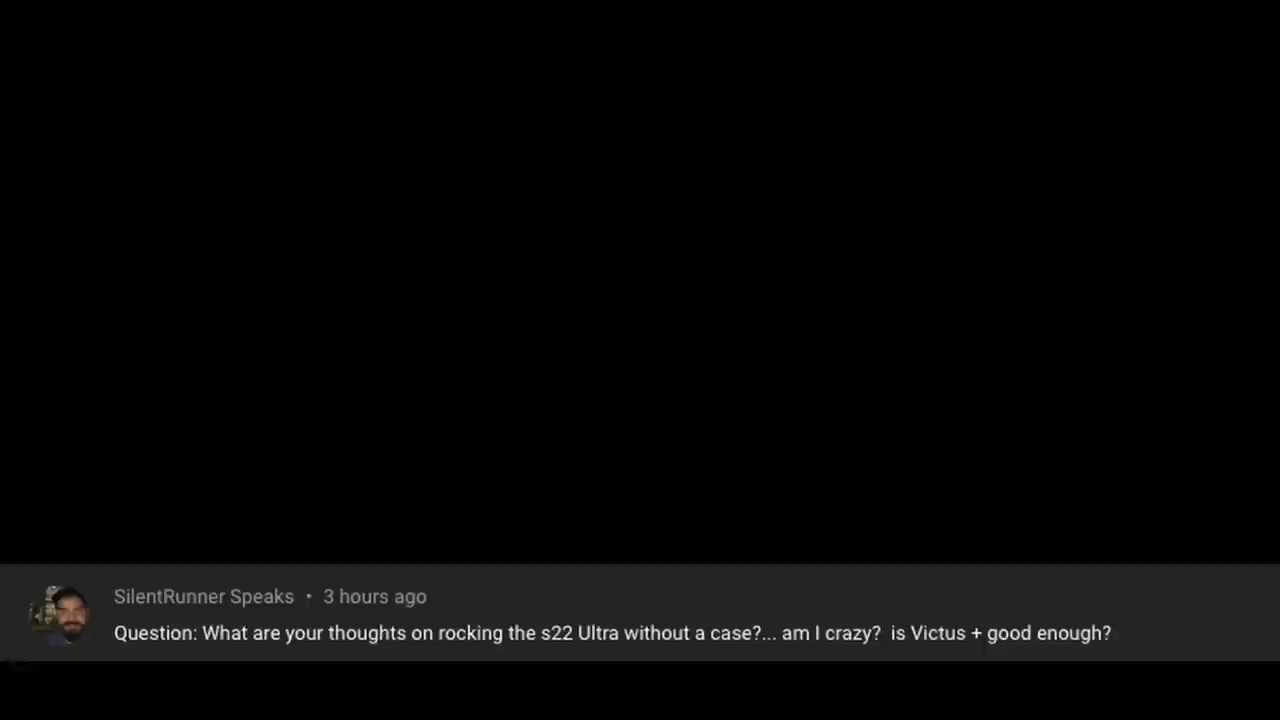 SilentRunner Speaks • 3 hours ago
Question: What are your thoughts on rocking the s22 Ultra without a case?... am I crazy?  is Victus + good enough?